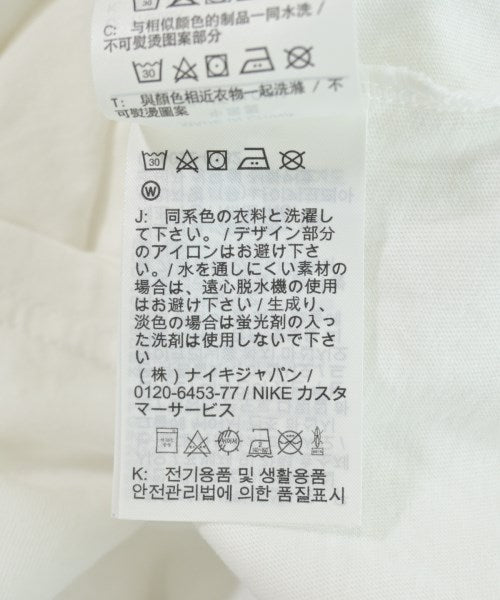 C: 与相似颜色的制品一同水洗 /
不可熨烫图案部分
30
T: 與顏色相近衣物一起洗滌 / 不
可熨燙圖案
30
W
J: 同系色の衣料と洗濯し
て下さい。 / デザイン部分
のアイロンはお避け下さ
い。 / 水を通しにくい素材の
場合は、遠心脱水機の使用
はお避け下さい / 生成り、
淡色の場合は蛍光剤の入っ
た洗剤は使用しないで下さ
い
(株) ナイキジャパン /
0120-6453-77 / NIKE カスタ
マーサービス
K: 전기용품 및 생활용품
안전관리법에 의한 품질표시